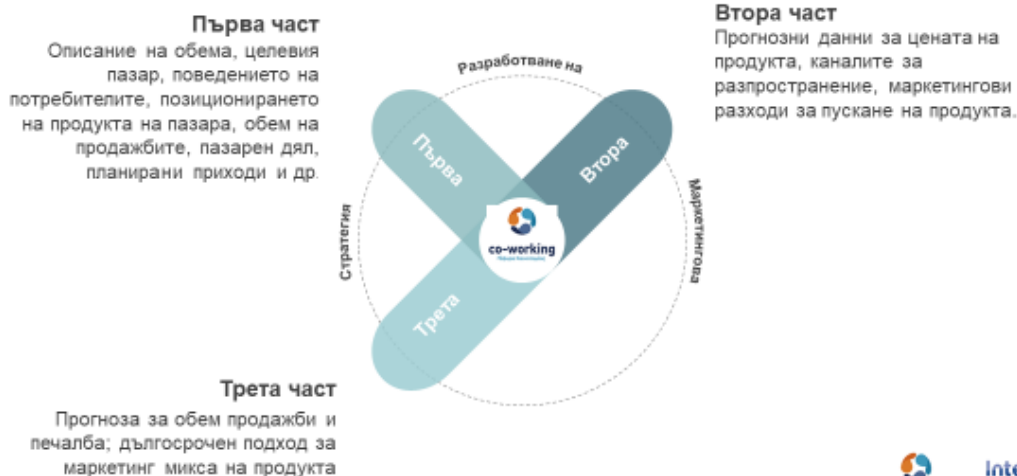 Първа част
Описание на обема, целевия
пазар, поведението на
потребителите, позиционирането
на продукта на пазара, обем на
продажбите, пазарен дял,
планирани приходи и др.
Втора част
Прогнозни данни за цената на
продукта, каналите за
разпространение, маркетингови
разходи за пускане на продукта.
Разработване на
Маркетингова
Стратегия
Първа
Втора
co-working
Трета
Трета част
Прогноза за обем продажби и
печалба; дългосрочен подход за
маркетинг микса на продукта